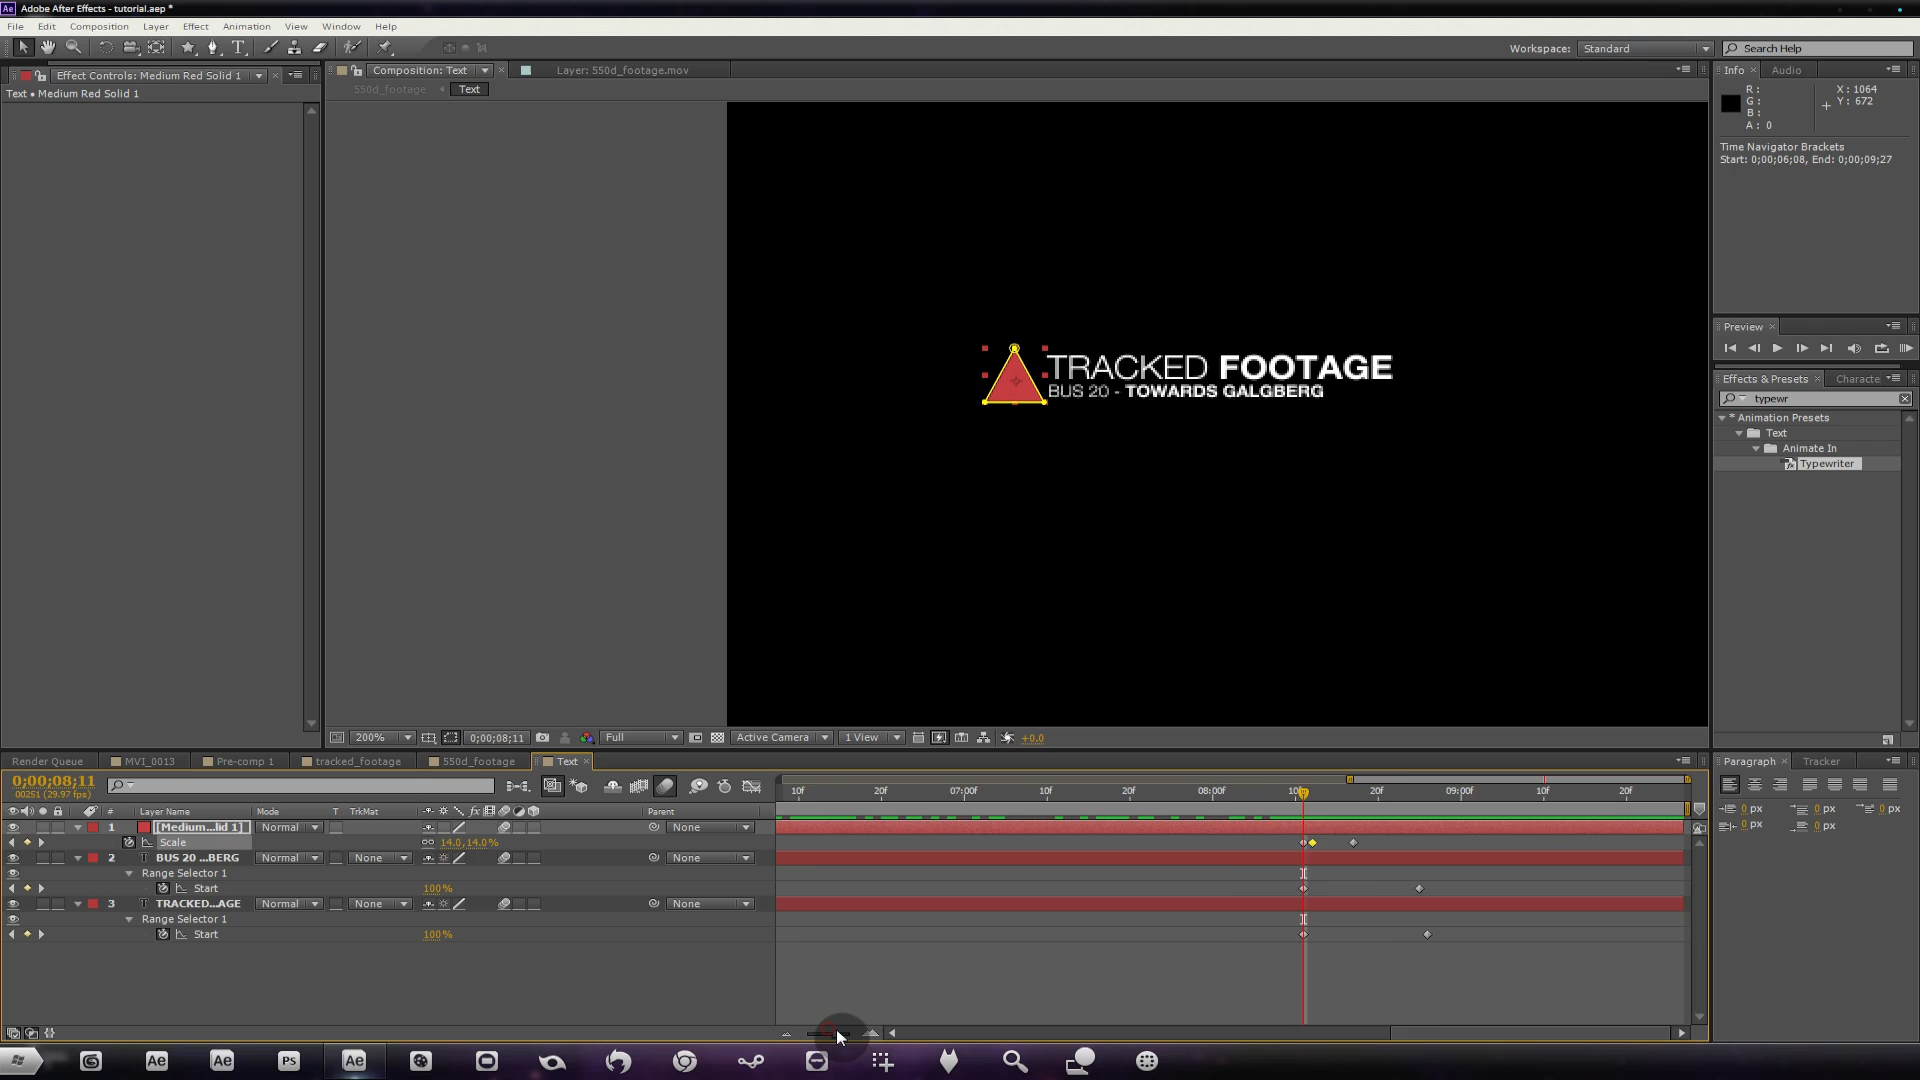 Adobe After Effects - tutorial.aep *
File Edit Composition Layer Effect Animation View Window Help
Workspace: Standard Search Help
Effect Controls: Medium Red Solid 1
Text • Medium Red Solid 1
Composition: Text Layer: 550d_footage.mov
550d_footage Text
Info Audio
R: X: 1064
G: Y: 672
B:
A: 0
Time Navigator Brackets
Start: 0;00;06;08, End: 0;00;09;27
TRACKED FOOTAGE
BUS 20 - TOWARDS GALGBERG
Preview
Effects & Presets Characte
typewr
* Animation Presets
Text
Animate In
Typewriter
200% 0;00;08;11 Full Active Camera 1 View +0.0
Render Queue MVI_0013 Pre-comp 1 tracked_footage 550d_footage Text
0;00;08;11
00251 (29.97 fps)
10f 20f 07:00f 10f 20f 08:00f 10f 20f 09:00f 10f 20f
# Layer Name Mode T TrkMat Parent
1 [Medium...lid 1] Normal None
Scale 14.0,14.0%
2 BUS 20 ...BERG Normal None None
Range Selector 1
Start 100%
3 TRACKED...AGE Normal None None
Range Selector 1
Start 100%
Paragraph Tracker
0 px 0 px 0 px
0 px 0 px
Ae Ae Ps Ae